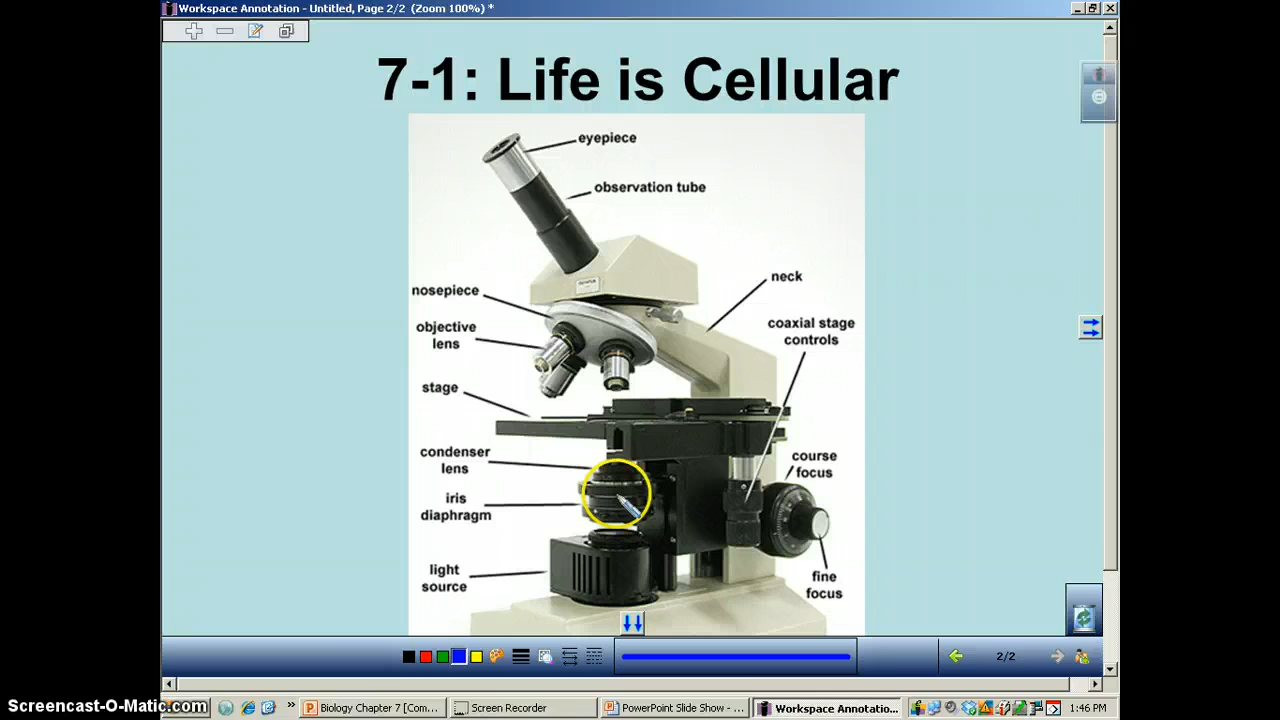 Workspace Annotation - Untitled, Page 2/2 (Zoom 100%) *
7-1: Life is Cellular
eyepiece
observation tube
nosepiece
neck
objective
lens
coaxial stage
controls
stage
condenser
lens
course
focus
iris
diaphragm
light
source
fine
focus
2/2
Screencast-O-Matic.com
Biology Chapter 7 [Com...
Screen Recorder
PowerPoint Slide Show - ...
Workspace Annotatio...
1:46 PM